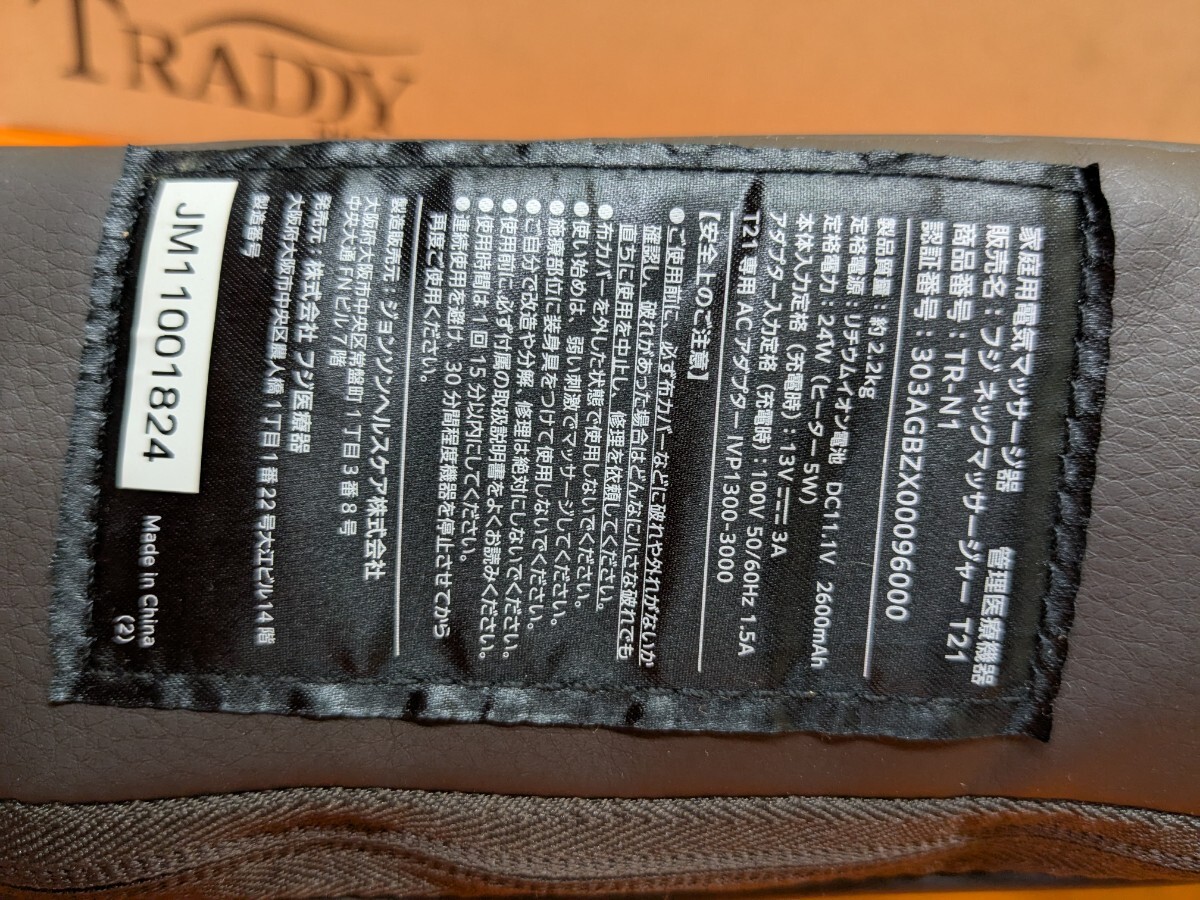 TRADDY
家庭用電気マッサージ器 管理医療機器
販売名：フジ ネックマッサージャー T21
商品番号：TR-N1
認証番号：303AGBZX00096000
製品質量：約2.2kg
定格電源：リチウムイオン電池 DC11.1V 2600mAh
定格電力：24W（ヒーター 5W）
本体入力定格（充電時）：13V⎓3A
アダプター入力定格（充電時）：100V 50/60Hz 1.5A
T21専用 ACアダプター IVP1300-3000
【安全上のご注意】
●ご使用前に、必ず布カバーなどに破れや外れがないか
確認し、破れがあった場合はどんなに小さな破れでも
直ちに使用を中止し、修理を依頼してください。
●布カバーを外した状態で使用しないでください。
●使い始めは、弱い刺激でマッサージしてください。
●施療部位に装身具をつけて使用しないでください。
●ご自分で改造や分解、修理は絶対にしないでください。
●使用前に必ず付属の取扱説明書をよくお読みください。
●使用時間は1回15分以内にしてください。
●連続使用を避け、30分間程度機器を停止させてから
再度ご使用ください。
製造販売元：ジョンソンヘルスケア株式会社
大阪府大阪市中央区常盤町1丁目3番8号
中央大通FNビル7階
発売元：株式会社 フジ医療器
大阪府大阪市中央区農人橋1丁目1番22号大江ビル14階
製造番号
JM11001824
Made in China
(2)